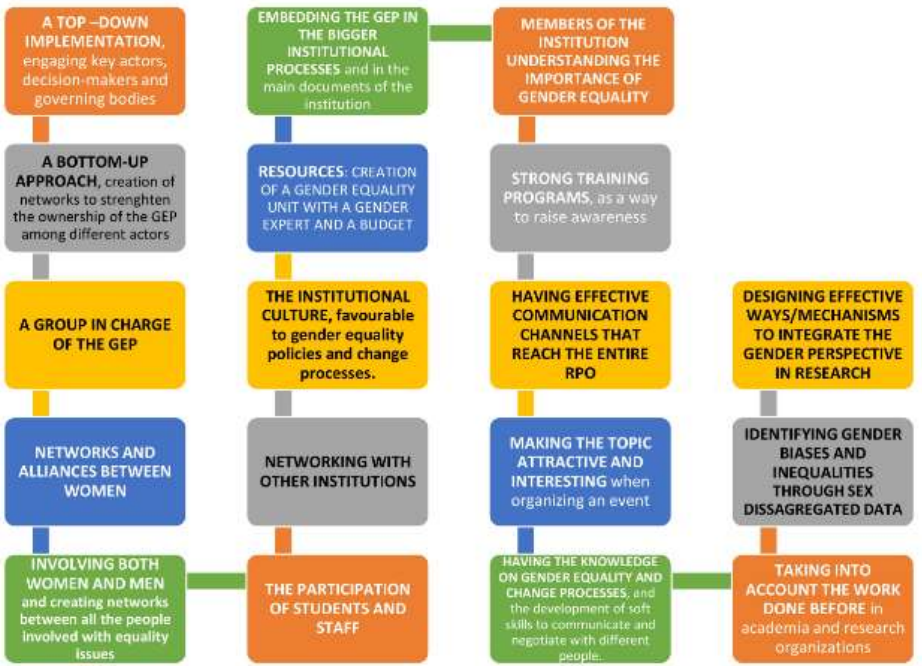 A TOP –DOWN
IMPLEMENTATION,
engaging key actors,
decision-makers and
governing bodies
A BOTTOM-UP
APPROACH, creation of
networks to strenghten
the ownership of the GEP
among different actors
A GROUP IN CHARGE
OF THE GEP
NETWORKS AND
ALLIANCES BETWEEN
WOMEN
INVOLVING BOTH
WOMEN AND MEN
and creating networks
between all the people
involved with equality
issues
THE PARTICIPATION
OF STUDENTS AND
STAFF
NETWORKING WITH
OTHER INSTITUTIONS
THE INSTITUTIONAL
CULTURE, favourable
to gender equality
policies and change
processes.
RESOURCES: CREATION
OF A GENDER EQUALITY
UNIT WITH A GENDER
EXPERT AND A BUDGET
EMBEDDING THE GEP IN
THE BIGGER
INSTITUTIONAL
PROCESSES and in the
main documents of the
institution
MEMBERS OF THE
INSTITUTION
UNDERSTANDING THE
IMPORTANCE OF
GENDER EQUALITY
STRONG TRAINING
PROGRAMS, as a way
to raise awareness
HAVING EFFECTIVE
COMMUNICATION
CHANNELS THAT
REACH THE ENTIRE
RPO
MAKING THE TOPIC
ATTRACTIVE AND
INTERESTING when
organizing an event
HAVING THE KNOWLEDGE
ON GENDER EQUALITY AND
CHANGE PROCESSES, and
the development of soft
skills to communicate and
negotiate with different
people.
TAKING INTO
ACCOUNT THE WORK
DONE BEFORE in
academia and research
organizations
IDENTIFYING GENDER
BIASES AND
INEQUALITIES
THROUGH SEX
DISSAGREGATED DATA
DESIGNING EFFECTIVE
WAYS/MECHANISMS
TO INTEGRATE THE
GENDER PERSPECTIVE
IN RESEARCH